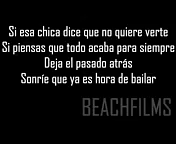 Si esa chica dice que no quiere verte
Si piensas que todo acaba para siempre
Deja el pasado atrás
Sonríe que ya es hora de bailar
BEACHFILMS